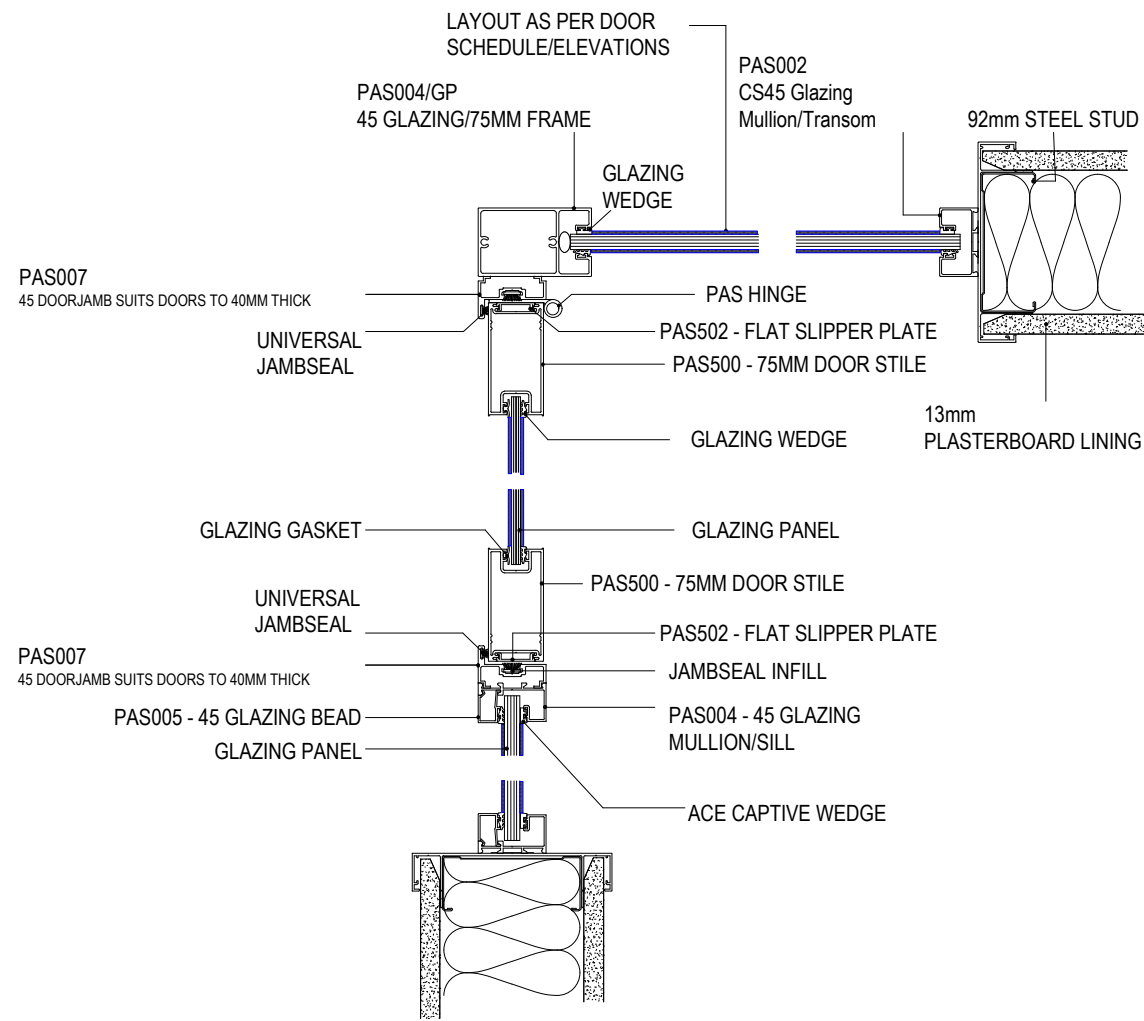 LAYOUT AS PER DOOR
SCHEDULE/ELEVATIONS
PAS002
CS45 Glazing
Mullion/Transom
PAS004/GP
45 GLAZING/75MM FRAME
92mm STEEL STUD
GLAZING
WEDGE
PAS007
45 DOORJAMB SUITS DOORS TO 40MM THICK
PAS HINGE
UNIVERSAL
JAMBSEAL
PAS502 - FLAT SLIPPER PLATE
PAS500 - 75MM DOOR STILE
13mm
PLASTERBOARD LINING
GLAZING WEDGE
GLAZING GASKET
GLAZING PANEL
PAS500 - 75MM DOOR STILE
UNIVERSAL
JAMBSEAL
PAS502 - FLAT SLIPPER PLATE
PAS007
45 DOORJAMB SUITS DOORS TO 40MM THICK
JAMBSEAL INFILL
PAS005 - 45 GLAZING BEAD
PAS004 - 45 GLAZING
MULLION/SILL
GLAZING PANEL
ACE CAPTIVE WEDGE